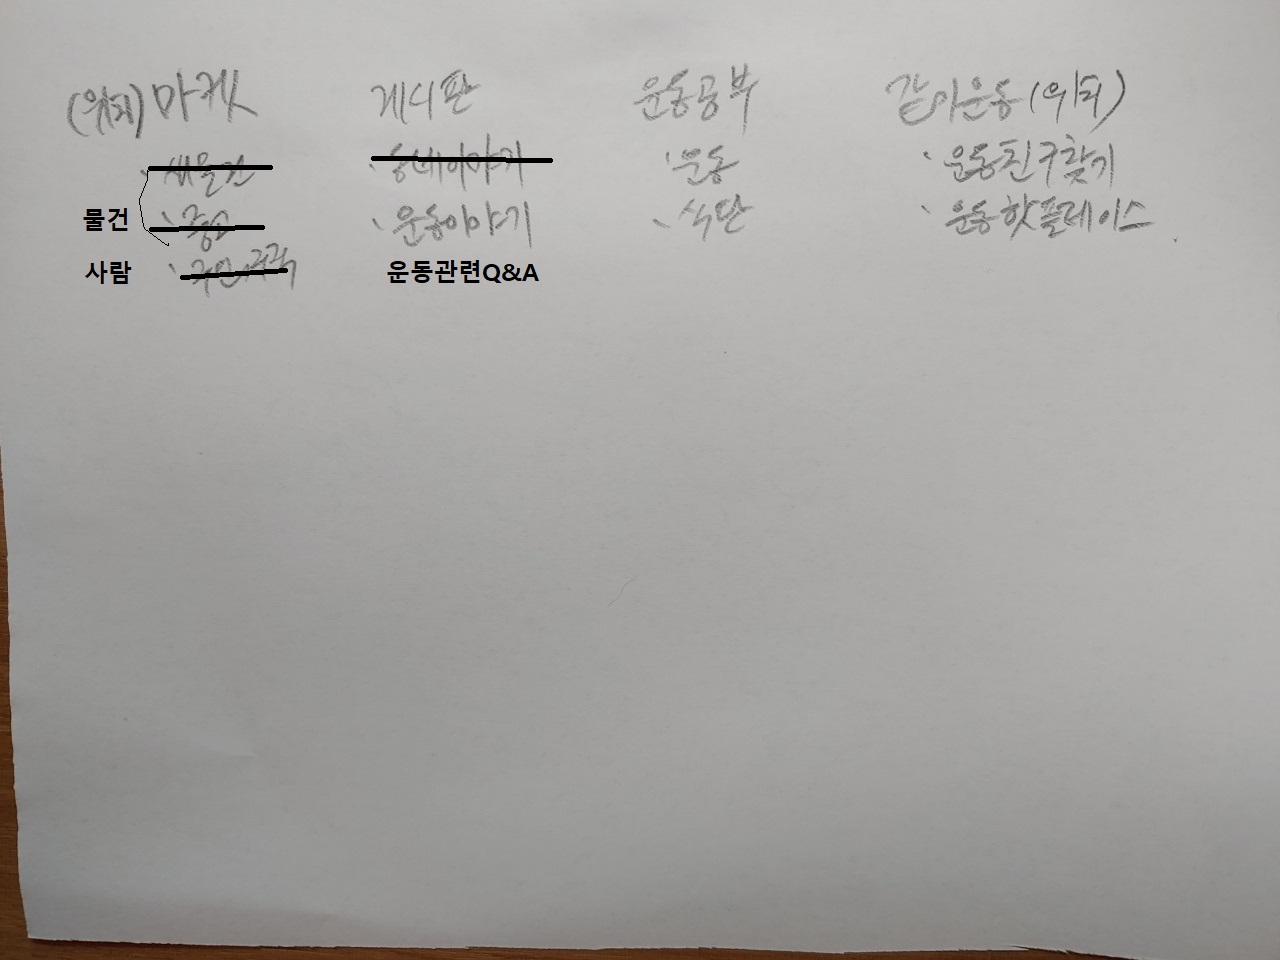 (위치) 마켓
새물건
물건 중고
사람 구인구직
게시판
동네이야기
운동이야기
운동관련Q&A
운동공부
운동
식단
같이운동(위치)
운동친구찾기
운동핫플레이스